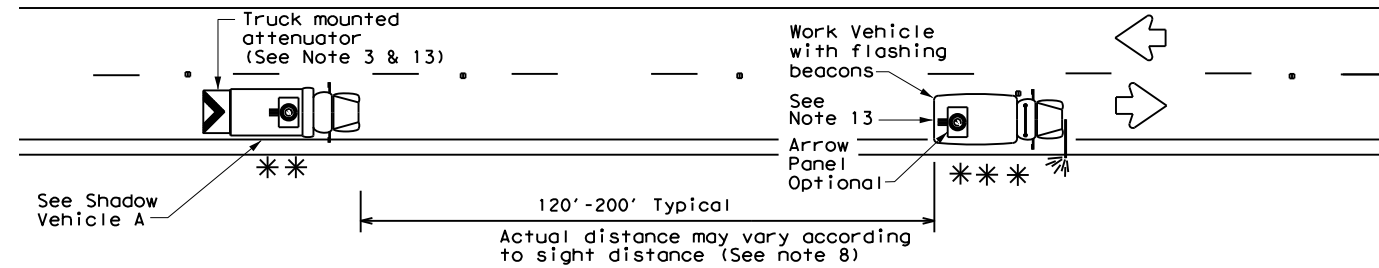 Truck mounted
attenuator
(See Note 3 & 13)
Work Vehicle
with flashing
beacons
See
Note 13
Arrow
Panel
Optional
See Shadow
Vehicle A
120'-200' Typical
Actual distance may vary according
to sight distance (See note 8)